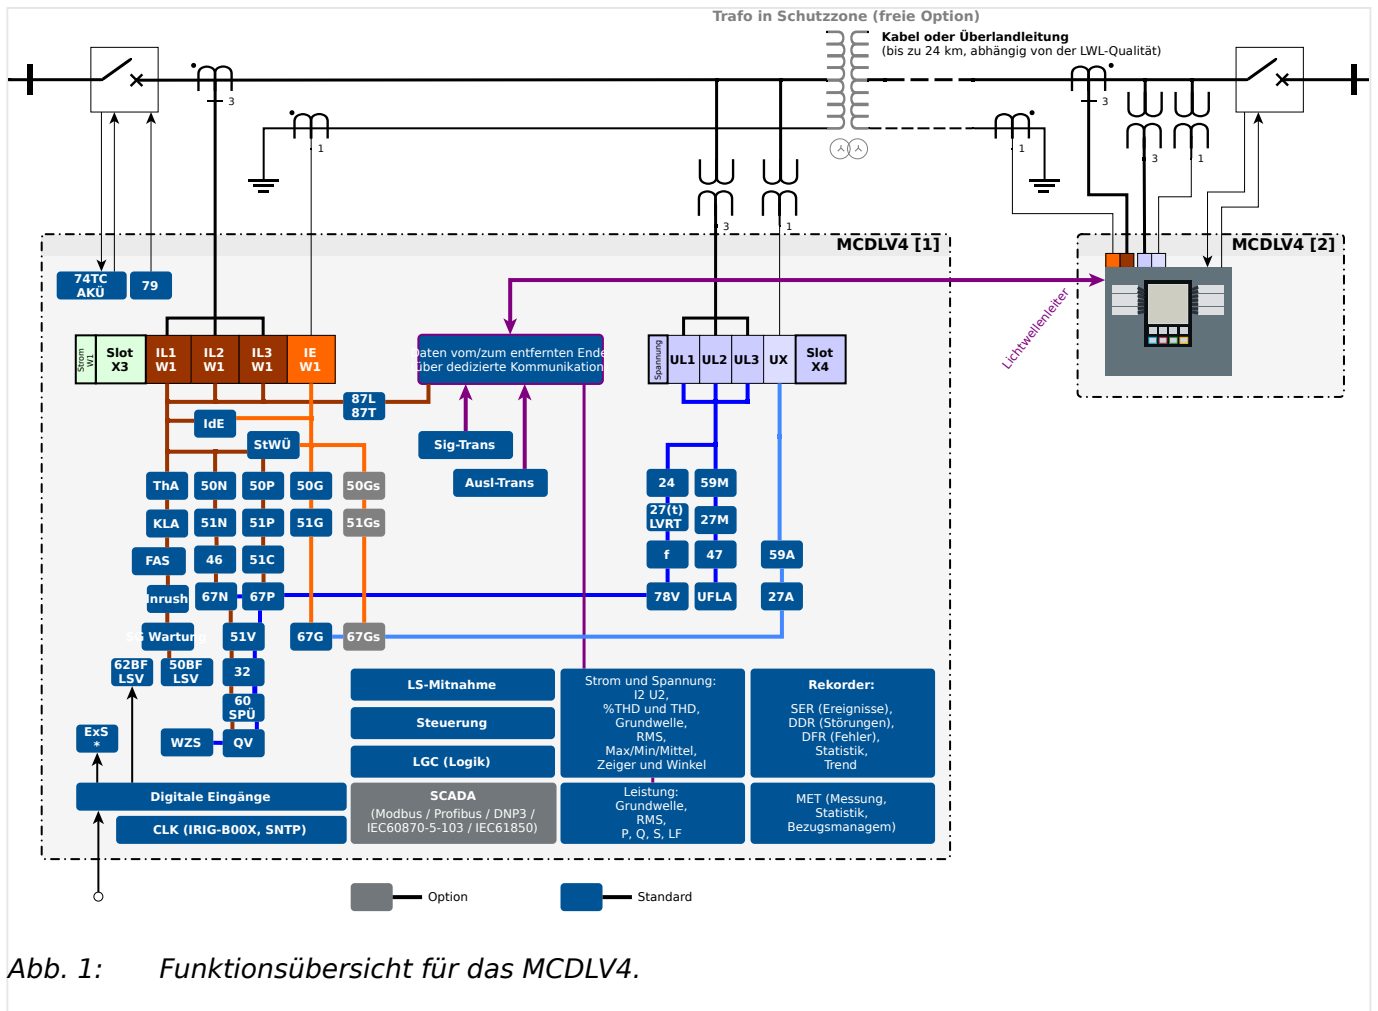 Trafo in Schutzzone (freie Option)
Kabel oder Überlandleitung
(bis zu 24 km, abhängig von der LWL-Qualität)
3
1
3
1
3
1
3
1
MCDLV4 [1]
MCDLV4 [2]
74TC
AKÜ
79
Lichtwellenleiter
Strom
W1
Slot
X3
IL1
W1
IL2
W1
IL3
W1
IE
W1
Daten vom/zum entfernten Ende
über dedizierte Kommunikation
Spannung
UL1
UL2
UL3
UX
Slot
X4
87L
87T
IdE
StWÜ
Sig-Trans
Ausl-Trans
ThA
50N
50P
50G
50Gs
24
59M
KLA
51N
51P
51G
51Gs
27(t)
LVRT
27M
FAS
46
51C
f
47
59A
Inrush
67N
67P
78V
UFLA
27A
SG Wartung
51V
67G
67Gs
62BF
LSV
50BF
LSV
32
60
SPÜ
ExS
*
WZS
QV
LS-Mitnahme
Steuerung
LGC (Logik)
Strom und Spannung:
I2 U2,
%THD und THD,
Grundwelle,
RMS,
Max/Min/Mittel,
Zeiger und Winkel
Rekorder:
SER (Ereignisse),
DDR (Störungen),
DFR (Fehler),
Statistik,
Trend
Digitale Eingänge
CLK (IRIG-B00X, SNTP)
SCADA
(Modbus / Profibus / DNP3 /
IEC60870-5-103 / IEC61850)
Leistung:
Grundwelle,
RMS,
P, Q, S, LF
MET (Messung,
Statistik,
Bezugsmanagem)
Option
Standard
Abb. 1: Funktionsübersicht für das MCDLV4.